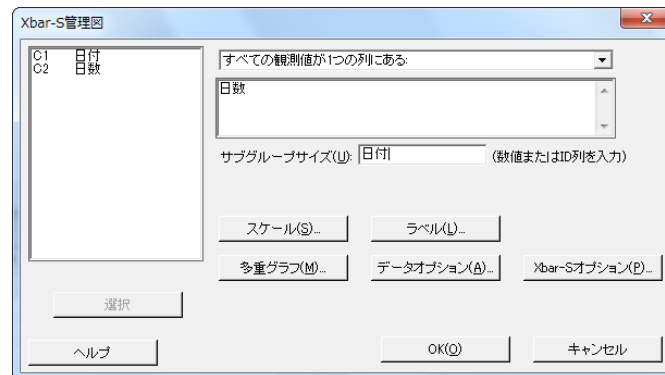 Xbar-S管理図
C1 日付
C2 日数
すべての観測値が1つの列にある:
日数
サブグループサイズ(U): 日付 (数値またはID列を入力)
スケール(S)... ラベル(L)...
多重グラフ(M)... データオプション(A)... Xbar-Sオプション(P)...
選択
ヘルプ OK(O) キャンセル